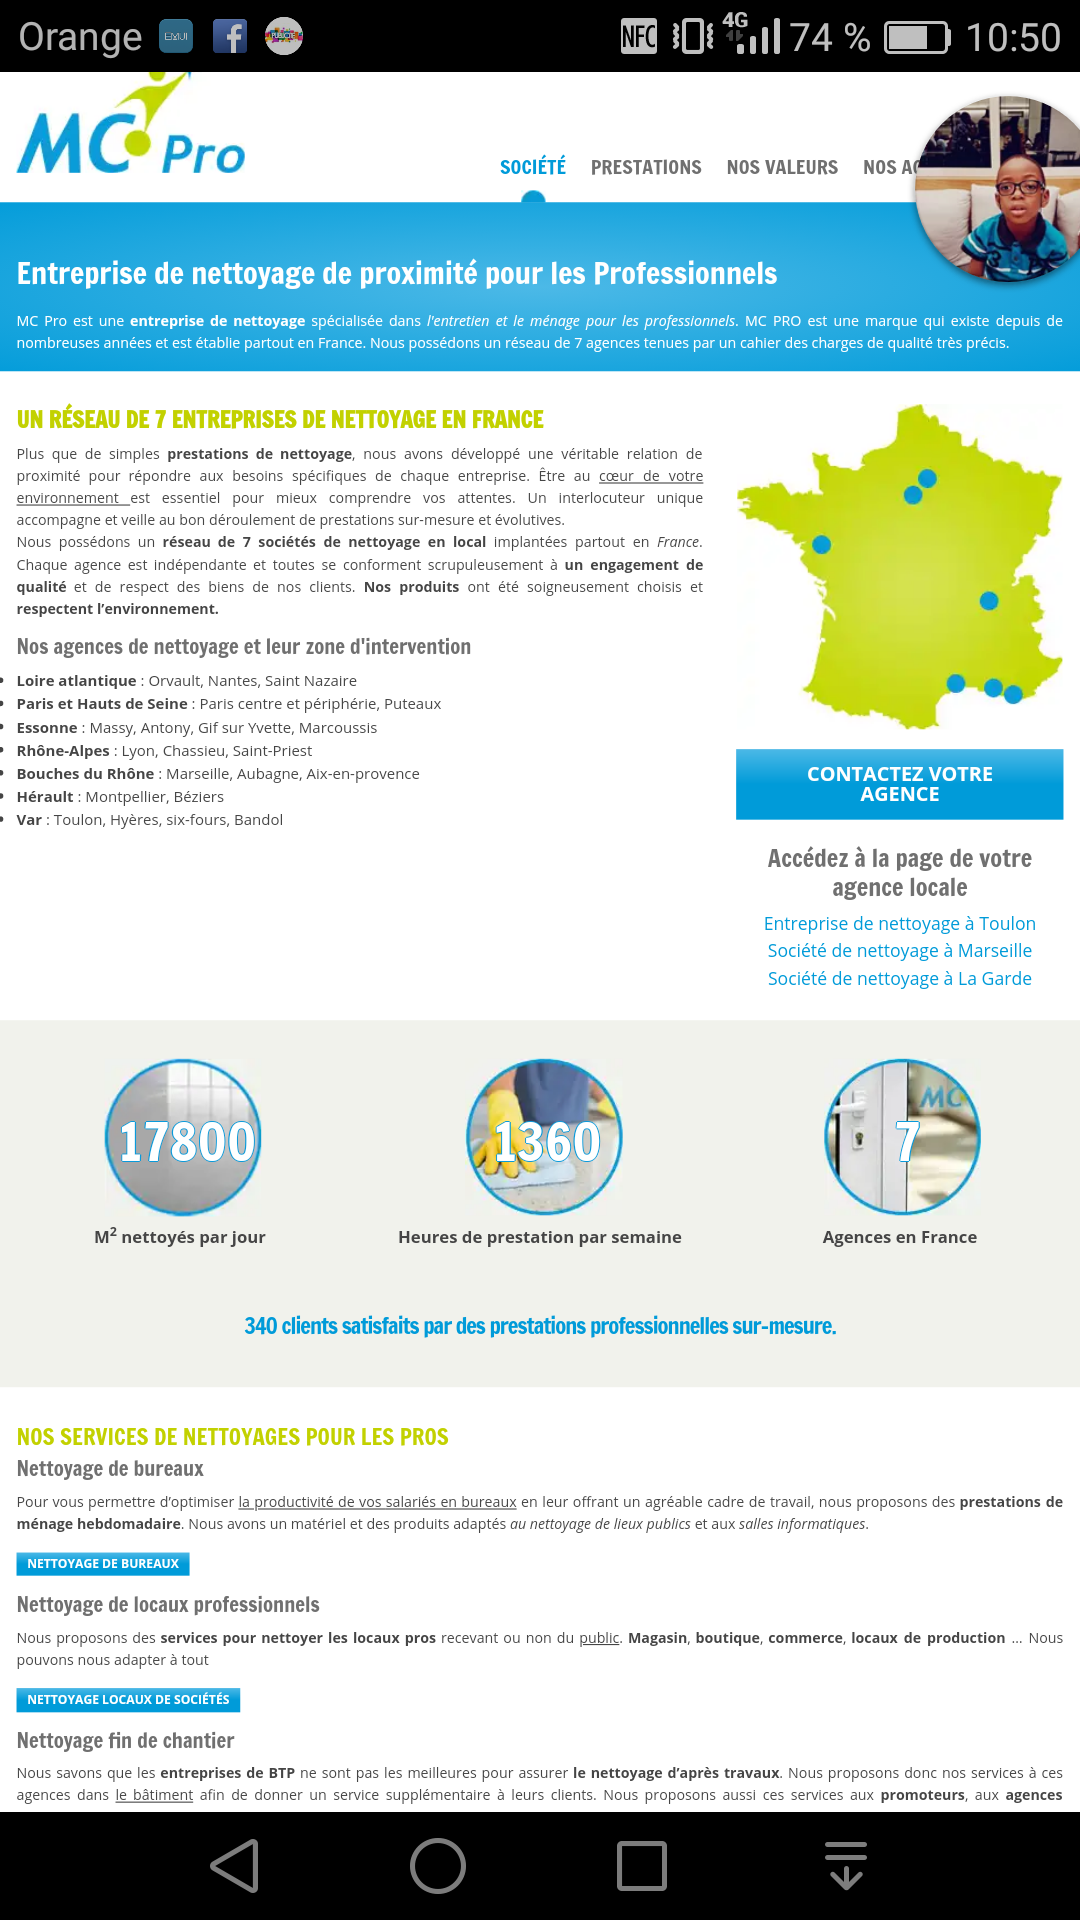 Orange EMUI PUBLICITÉ NFC 4G 74 % 10:50
MC Pro
SOCIÉTÉ PRESTATIONS NOS VALEURS NOS
Entreprise de nettoyage de proximité pour les Professionnels
MC Pro est une entreprise de nettoyage spécialisée dans l'entretien et le ménage pour les professionnels. MC PRO est une marque qui existe depuis de
nombreuses années et est établie partout en France. Nous possédons un réseau de 7 agences tenues par un cahier des charges de qualité très précis.
UN RÉSEAU DE 7 ENTREPRISES DE NETTOYAGE EN FRANCE
Plus que de simples prestations de nettoyage, nous avons développé une véritable relation de
proximité pour répondre aux besoins spécifiques de chaque entreprise. Être au cœur de votre
environnement est essentiel pour mieux comprendre vos attentes. Un interlocuteur unique
accompagne et veille au bon déroulement de prestations sur-mesure et évolutives.
Nous possédons un réseau de 7 sociétés de nettoyage en local implantées partout en France.
Chaque agence est indépendante et toutes se conforment scrupuleusement à un engagement de
qualité et de respect des biens de nos clients. Nos produits ont été soigneusement choisis et
respectent l’environnement.
Nos agences de nettoyage et leur zone d'intervention
Loire atlantique : Orvault, Nantes, Saint Nazaire
Paris et Hauts de Seine : Paris centre et périphérie, Puteaux
Essonne : Massy, Antony, Gif sur Yvette, Marcoussis
Rhône-Alpes : Lyon, Chassieu, Saint-Priest
Bouches du Rhône : Marseille, Aubagne, Aix-en-provence
Hérault : Montpellier, Béziers
Var : Toulon, Hyères, six-fours, Bandol
CONTACTEZ VOTRE
AGENCE
Accédez à la page de votre
agence locale
Entreprise de nettoyage à Toulon
Société de nettoyage à Marseille
Société de nettoyage à La Garde
17800
1360
MC
7
M² nettoyés par jour
Heures de prestation par semaine
Agences en France
340 clients satisfaits par des prestations professionnelles sur-mesure.
NOS SERVICES DE NETTOYAGES POUR LES PROS
Nettoyage de bureaux
Pour vous permettre d’optimiser la productivité de vos salariés en bureaux en leur offrant un agréable cadre de travail, nous proposons des prestations de
ménage hebdomadaire. Nous avons un matériel et des produits adaptés au nettoyage de lieux publics et aux salles informatiques.
NETTOYAGE DE BUREAUX
Nettoyage de locaux professionnels
Nous proposons des services pour nettoyer les locaux pros recevant ou non du public. Magasin, boutique, commerce, locaux de production ... Nous
pouvons nous adapter à tout
NETTOYAGE LOCAUX DE SOCIÉTÉS
Nettoyage fin de chantier
Nous savons que les entreprises de BTP ne sont pas les meilleures pour assurer le nettoyage d’après travaux. Nous proposons donc nos services à ces
agences dans le bâtiment afin de donner un service supplémentaire à leurs clients. Nous proposons aussi ces services aux promoteurs, aux agences